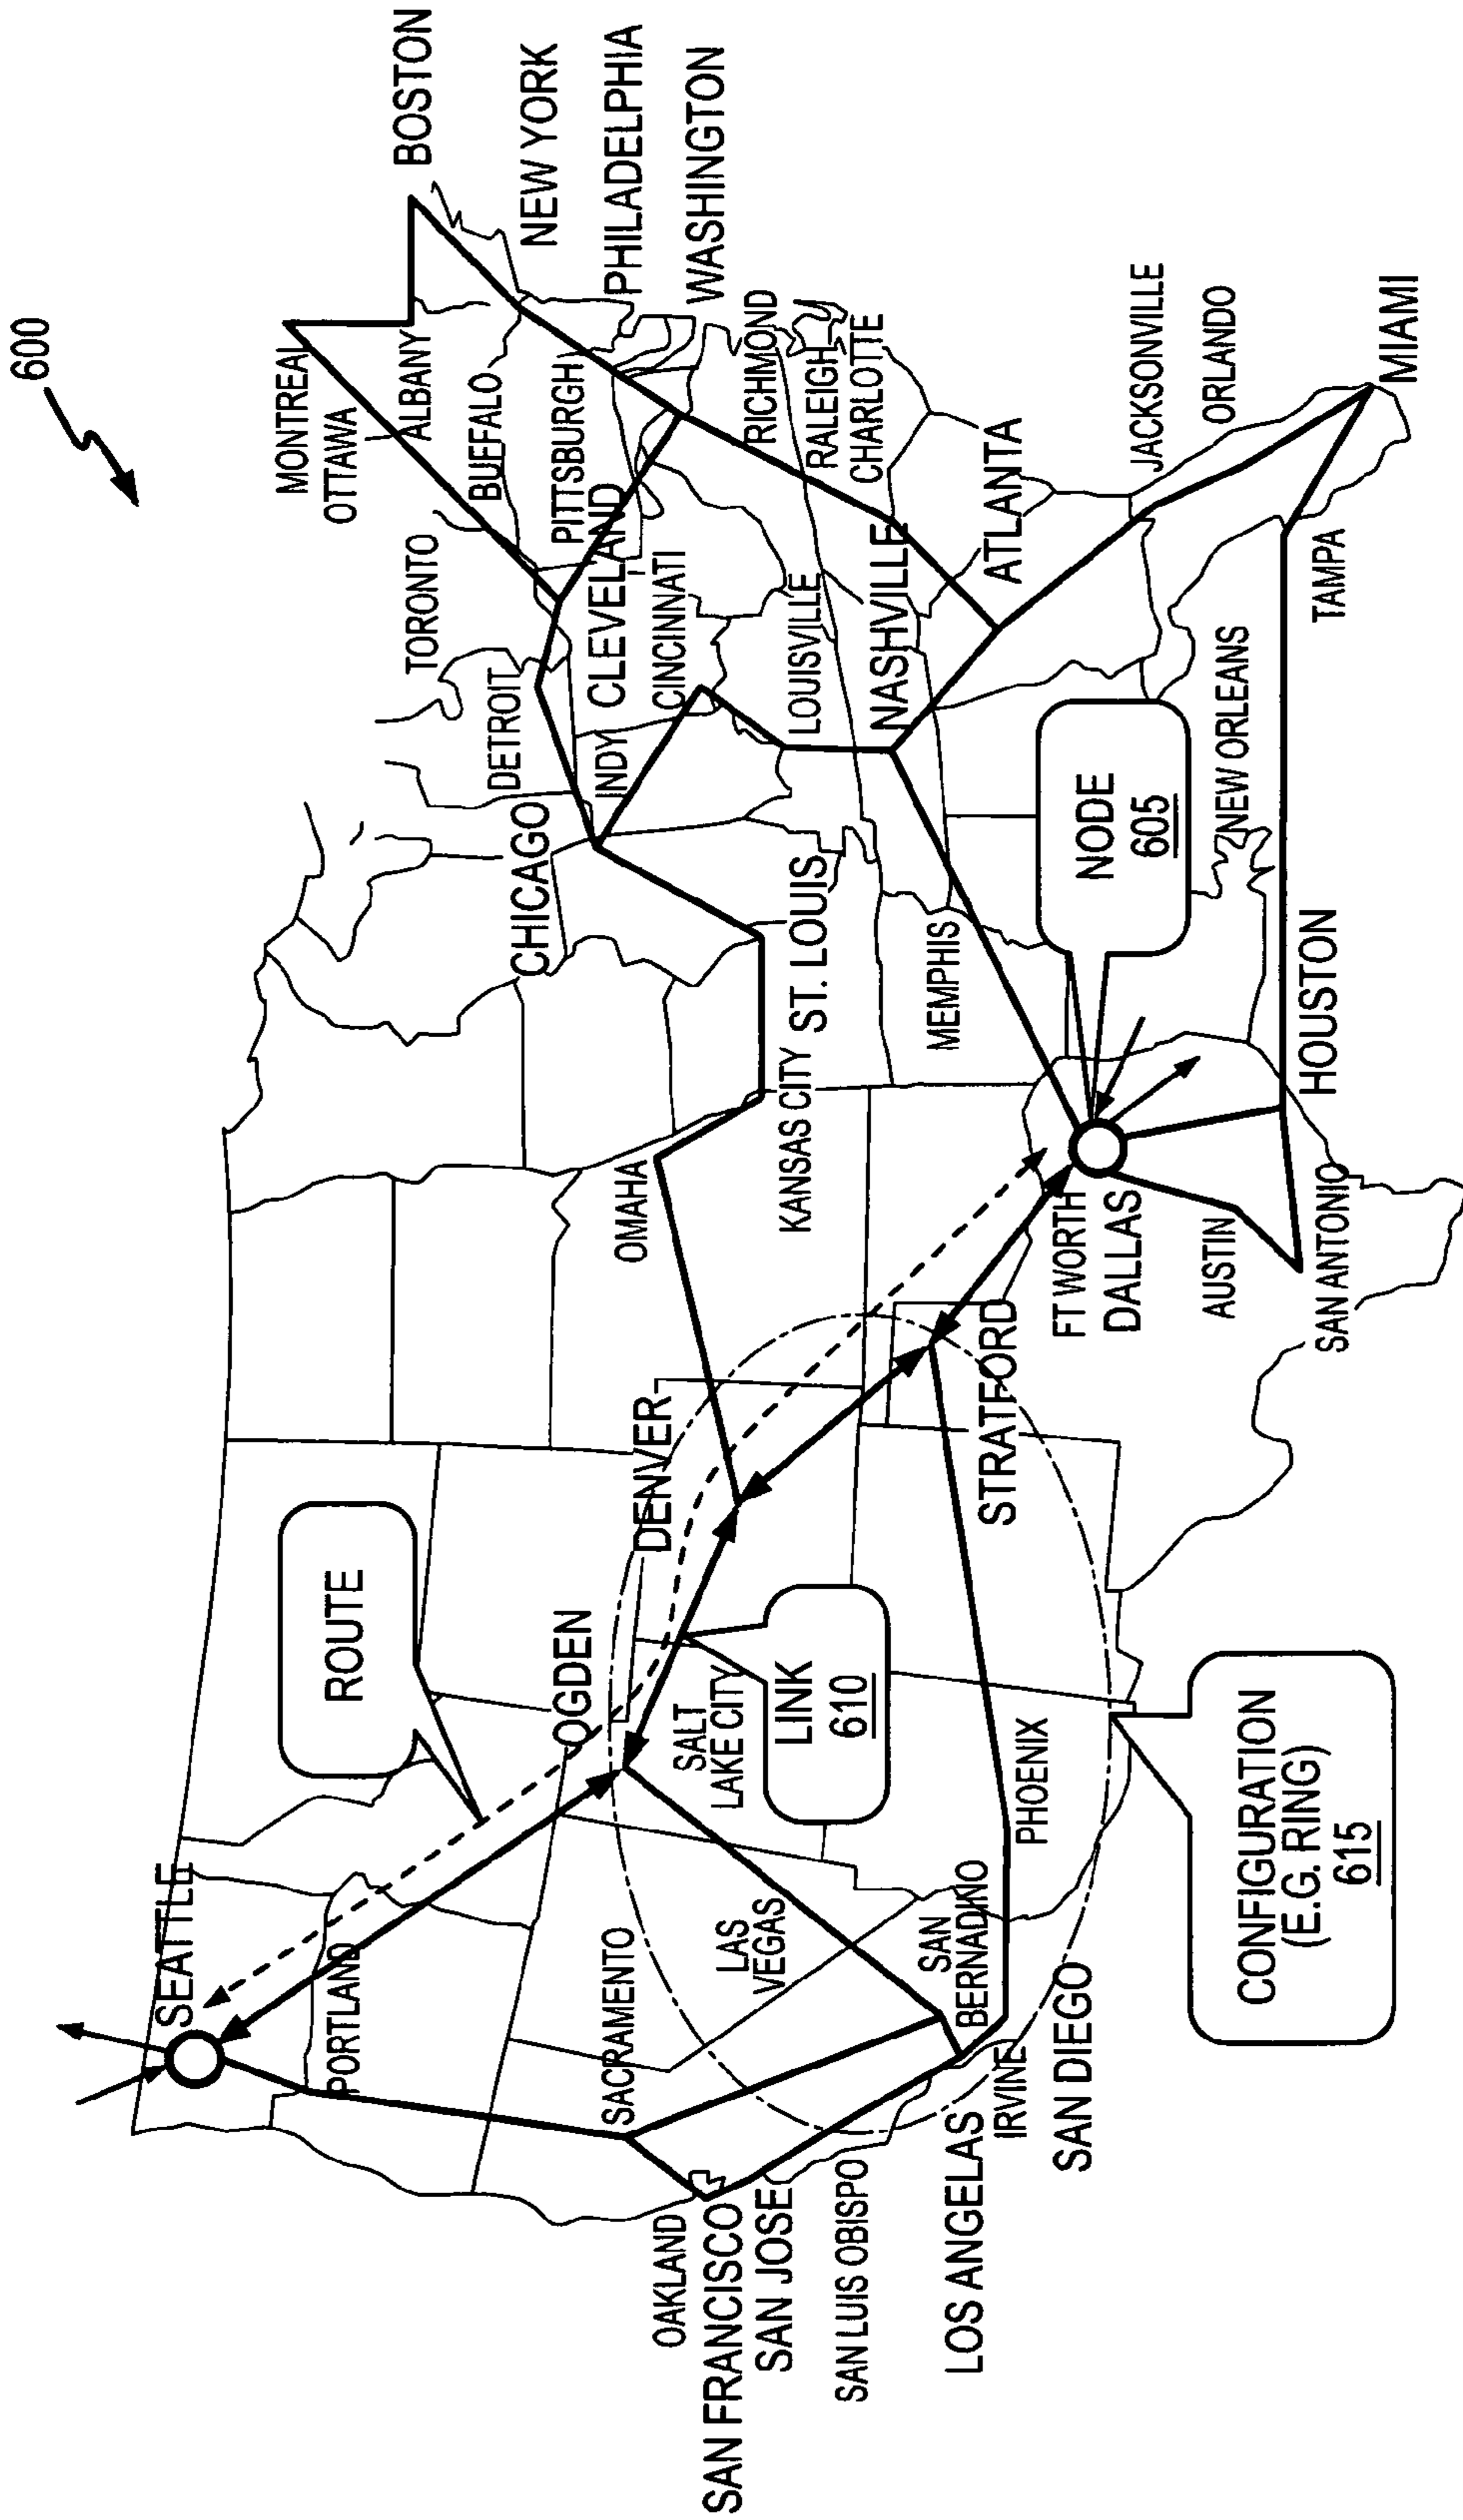 600
SEATTLE
PORTLAND
ROUTE
OGDEN
SACRAMENTO
OAKLAND
SAN FRANCISCO
SAN JOSE
SAN LUIS OBISPO
LOS ANGELAS
IRVINE
SAN DIEGO
SAN
BERNADINO
LAS
VEGAS
SALT
LAKE CITY
LINK
610
PHOENIX
CONFIGURATION
(E.G. RING)
615
DENVER
STRATFORD
OMAHA
KANSAS CITY
ST. LOUIS
FT WORTH
DALLAS
AUSTIN
SAN ANTONIO
HOUSTON
NODE
605
NEW ORLEANS
MEMPHIS
CHICAGO
INDY
DETROIT
CLEVELAND
CINCINNATI
LOUISVILLE
NASHVILLE
ATLANTA
TORONTO
MONTREAL
OTTAWA
ALBANY
BUFFALO
PITTSBURGH
BOSTON
NEW YORK
PHILADELPHIA
WASHINGTON
RICHMOND
RALEIGH
CHARLOTTE
JACKSONVILLE
ORLANDO
TAMPA
MIAMI